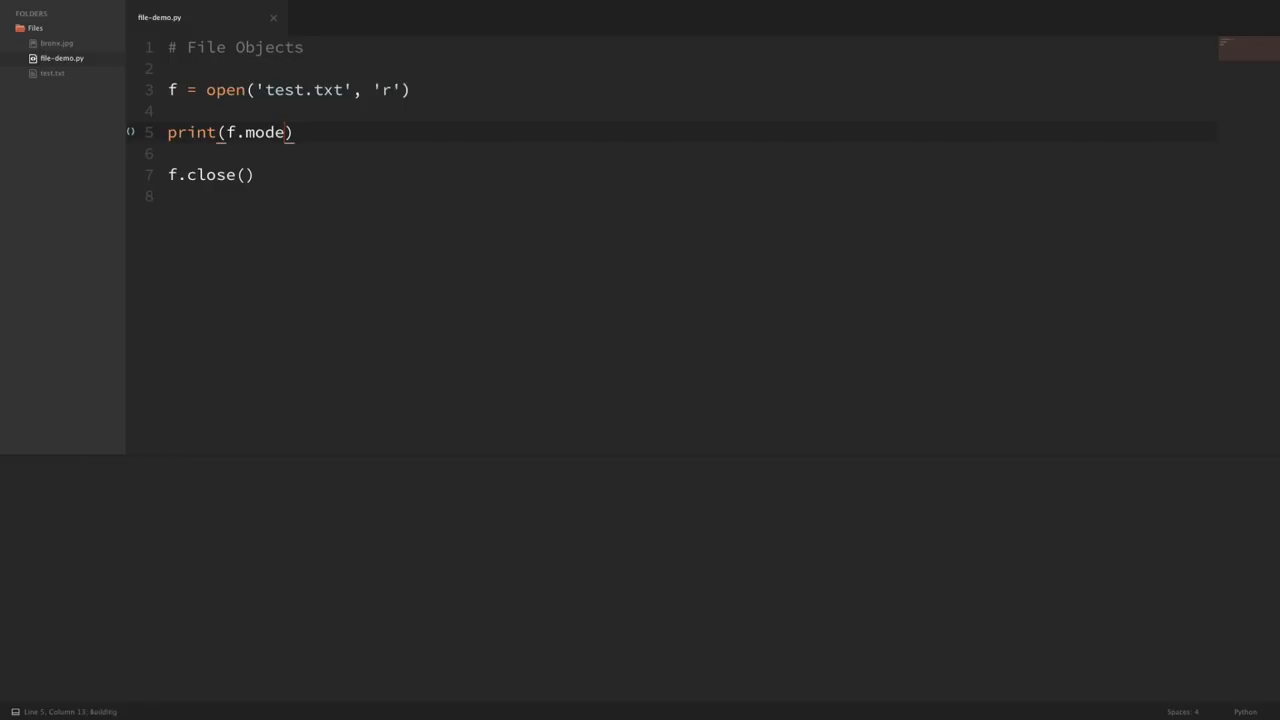 FOLDERS
Files
bronx.jpg
file-demo.py
test.txt
file-demo.py ×
1 # File Objects
2
3 f = open('test.txt', 'r')
4
() 5 print(f.mode)
6
7 f.close()
8
Line 5, Column 13; Building
Spaces: 4
Python